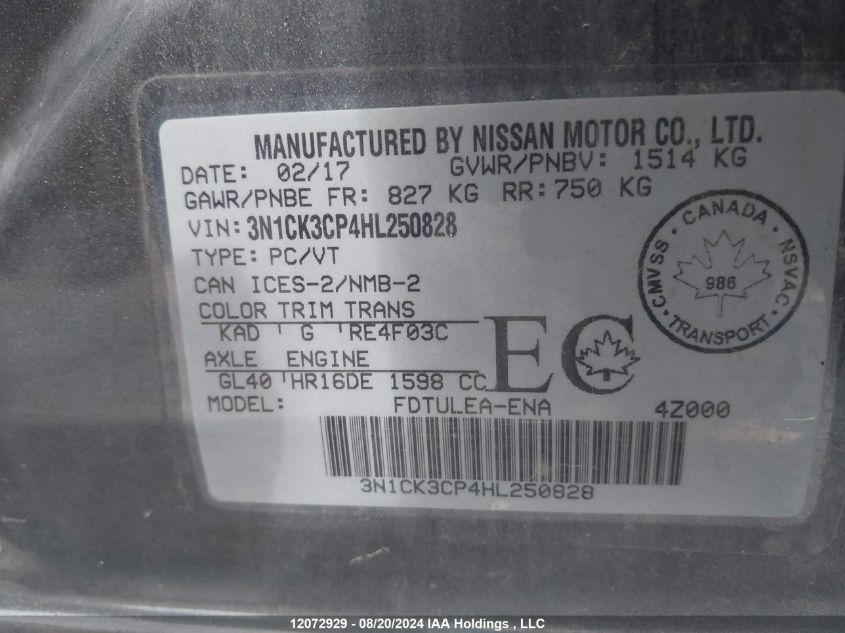 MANUFACTURED BY NISSAN MOTOR CO., LTD.
DATE: 02/17 GVWR/PNBV: 1514 KG
GAWR/PNBE FR: 827 KG RR: 750 KG
VIN: 3N1CK3CP4HL250828
TYPE: PC/VT
CAN ICES-2/NMB-2
COLOR TRIM TRANS
KAD ' G 'RE4F03C
AXLE ENGINE
GL40 'HR16DE 1598 CC
EC
CANADA
CMVSS NSVAC
986
TRANSPORT
MODEL: FDTULEA-ENA 4Z000
3N1CK3CP4HL250828
12072929 - 08/20/2024 IAA Holdings , LLC